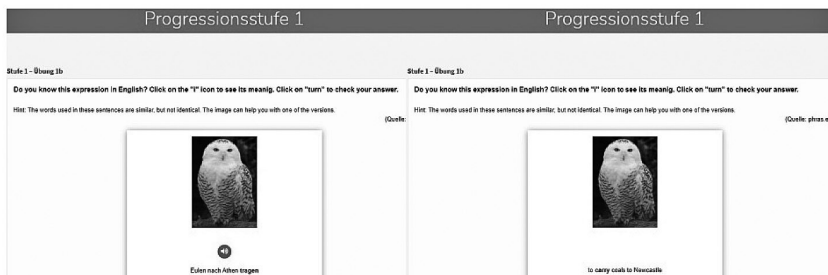 Progressionsstufe 1
Stufe 1 – Übung 1b
Do you know this expression in English? Click on the "i" icon to see its meanig. Click on "turn" to check your answer.
Hint: The words used in these sentences are similar, but not identical. The image can help you with one of the versions.
(Quelle:
Eulen nach Athen tragen
Progressionsstufe 1
Stufe 1 – Übung 1b
Do you know this expression in English? Click on the "i" icon to see its meanig. Click on "turn" to check your answer.
Hint: The words used in these sentences are similar, but not identical. The image can help you with one of the versions.
(Quelle: phras.e
to carry coals to Newcastle